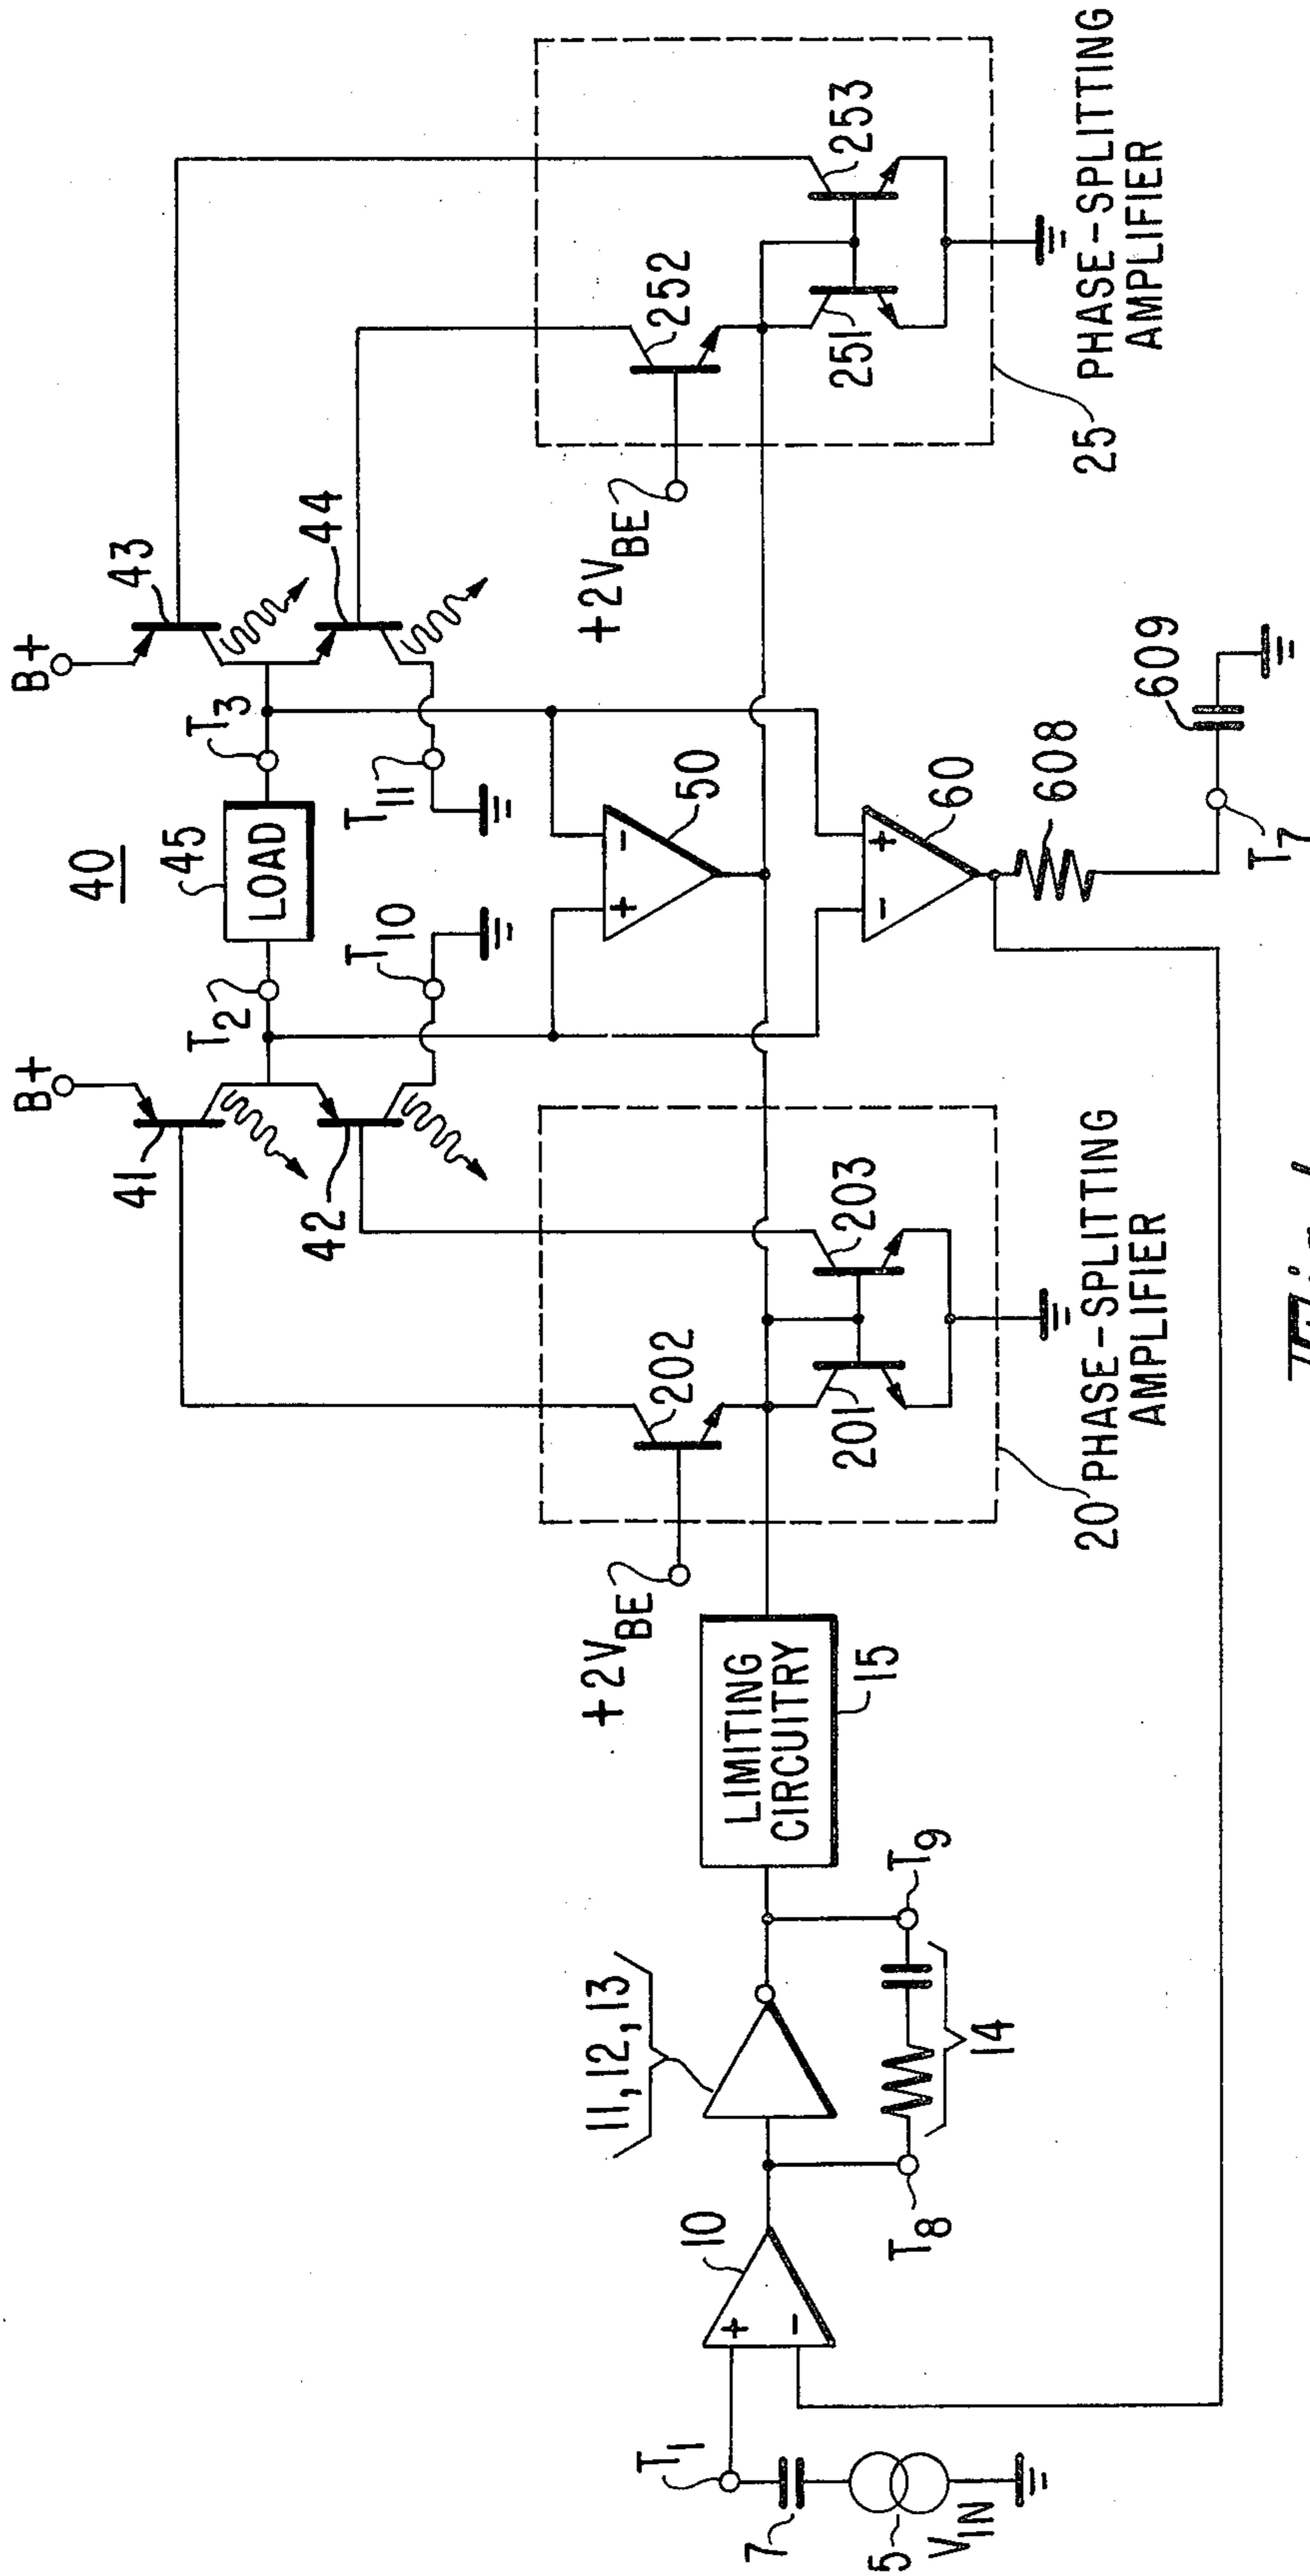 B+
B+
41
42
43
44
40
45
LOAD
T2
T3
T10
T11
50
60
608
609
T7
+2VBE
+2VBE
202
201
203
252
251
253
20 PHASE-SPLITTING
AMPLIFIER
25 PHASE-SPLITTING
AMPLIFIER
LIMITING
CIRCUITRY
15
11,12,13
T9
14
T8
10
+
-
+
-
-
+
T1
7
5
VIN